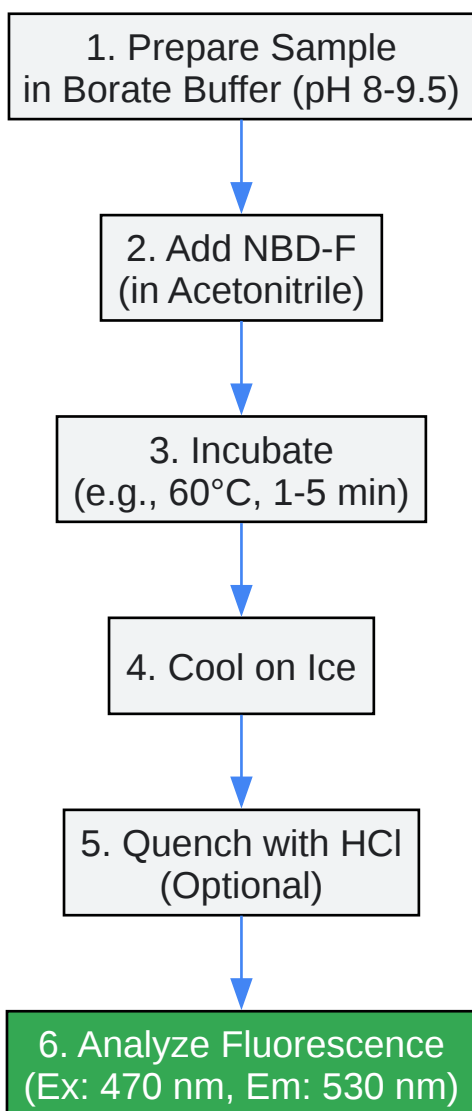 1. Prepare Sample
in Borate Buffer (pH 8-9.5)
2. Add NBD-F
(in Acetonitrile)
3. Incubate
(e.g., 60°C, 1-5 min)
4. Cool on Ice
5. Quench with HCl
(Optional)
6. Analyze Fluorescence
(Ex: 470 nm, Em: 530 nm)